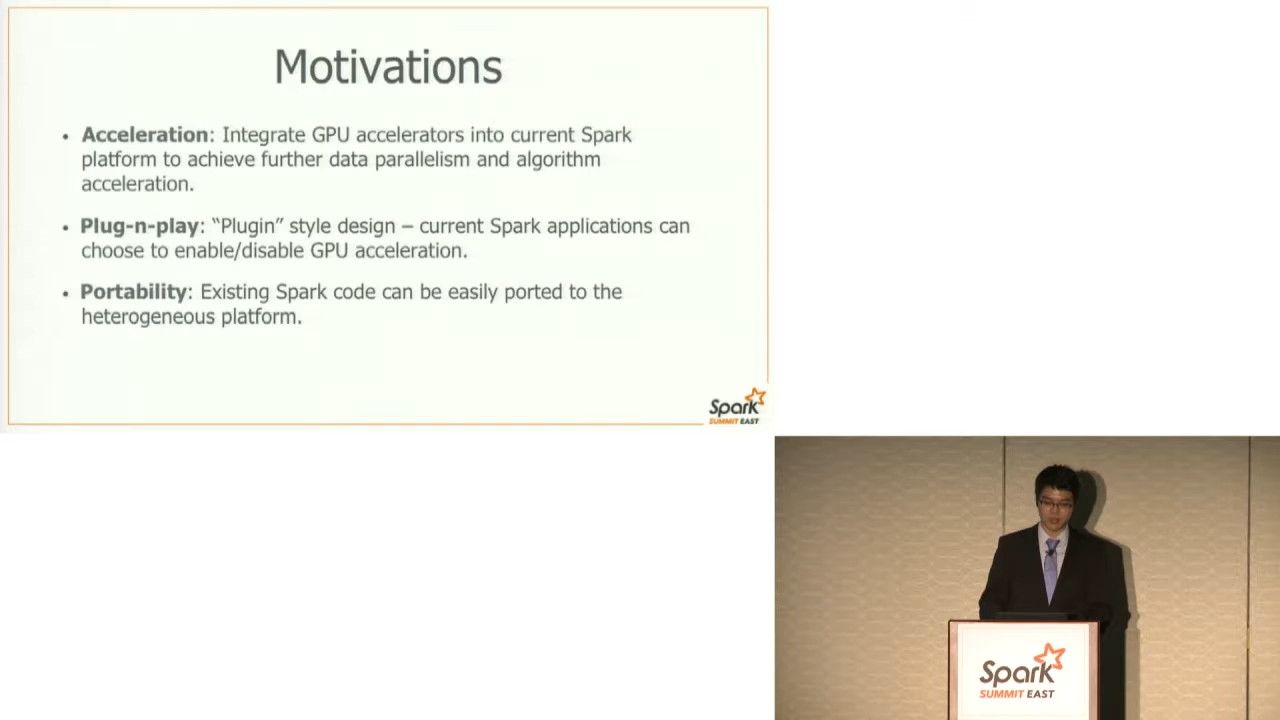 Motivations
• Acceleration: Integrate GPU accelerators into current Spark
platform to achieve further data parallelism and algorithm
acceleration.
• Plug-n-play: “Plugin” style design – current Spark applications can
choose to enable/disable GPU acceleration.
• Portability: Existing Spark code can be easily ported to the
heterogeneous platform.
Spark
SUMMIT EAST
Spark
SUMMIT EAST